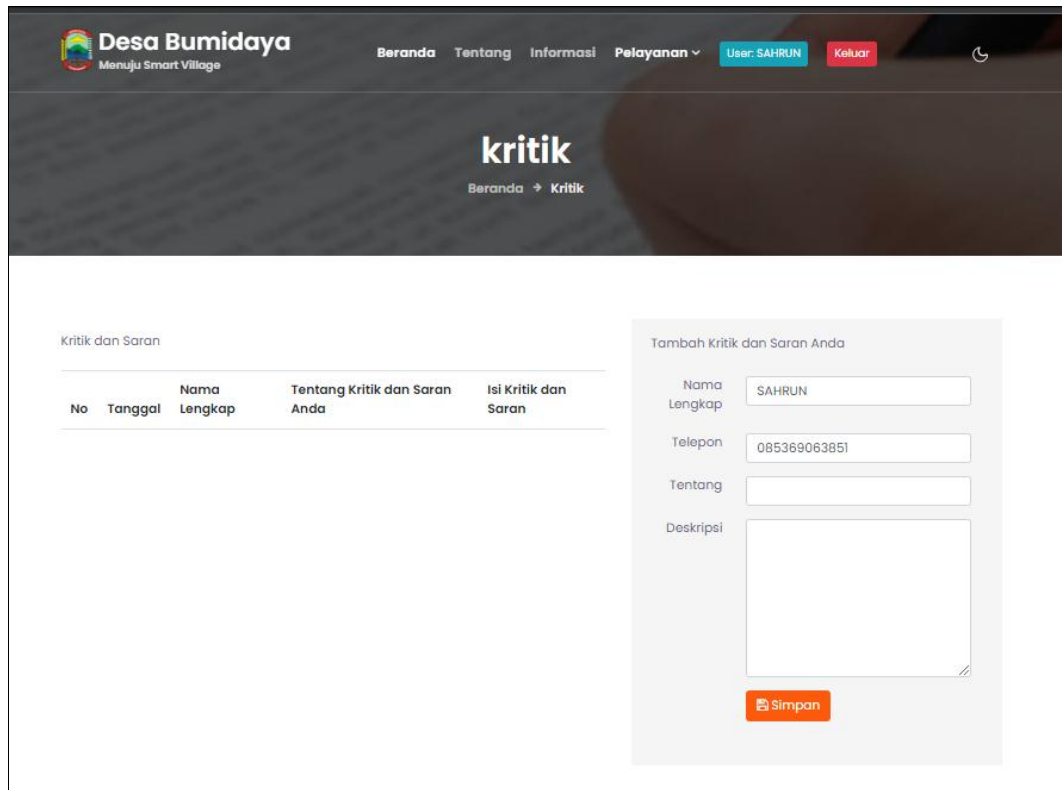 Desa Bumidaya
Menuju Smart Village
Beranda Tentang Informasi Pelayanan User: SAHRUN Keluar
kritik
Beranda → Kritik
Kritik dan Saran
No Tanggal Nama Lengkap Tentang Kritik dan Saran Anda Isi Kritik dan Saran
Tambah Kritik dan Saran Anda
Nama Lengkap SAHRUN
Telepon 085369063851
Tentang
Deskripsi
Simpan